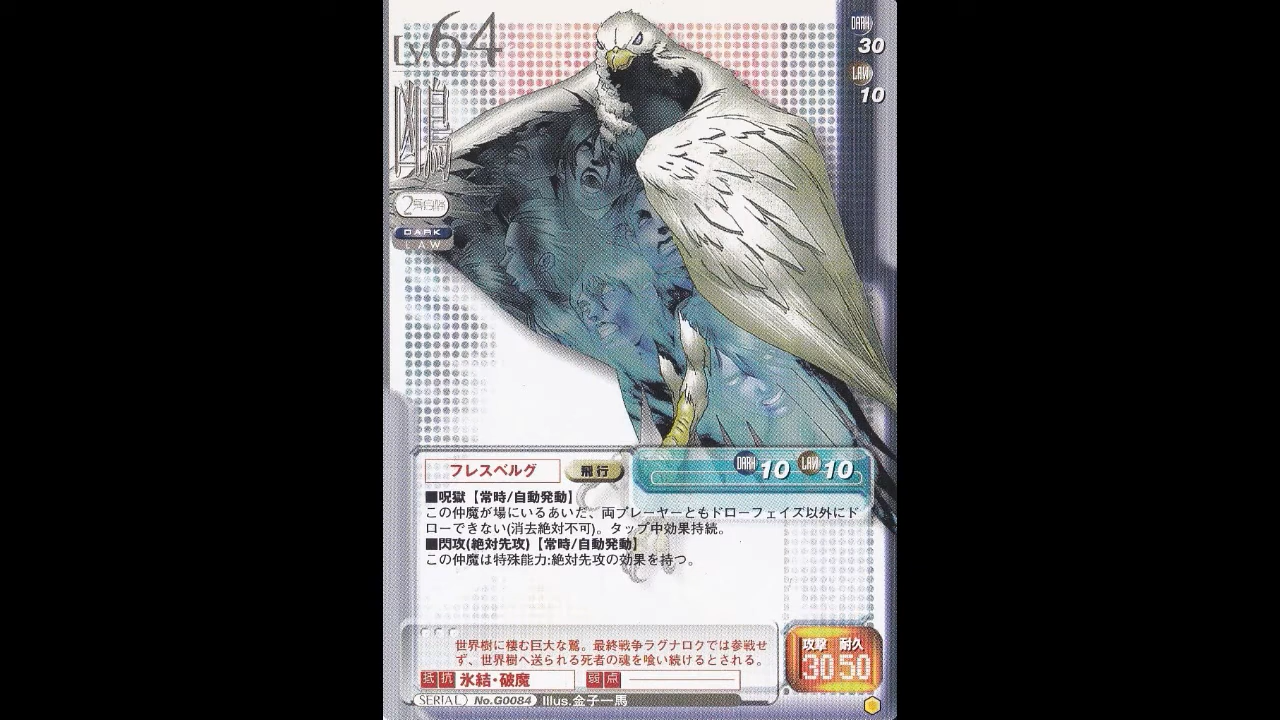 LV.64
DARK 30
LAW 10
凶鳥
DARK
LAW
フレスベルグ 飛行 DARK 10 LAW 10
■呪獄【常時/自動発動】
この仲魔が場にいるあいだ、両プレーヤーともドローフェイズ以外にド
ローできない(消去絶対不可)。タップ中効果持続。
■閃攻(絶対先攻)【常時/自動発動】
この仲魔は特殊能力:絶対先攻の効果を持つ。
世界樹に棲む巨大な鷲。最終戦争ラグナロクでは参戦せ
ず、世界樹へ送られる死者の魂を喰い続けるとされる。
攻撃 耐久
30 50
抵抗 氷結・破魔 弱点
SERIAL No.G0084 Illus.金子一馬